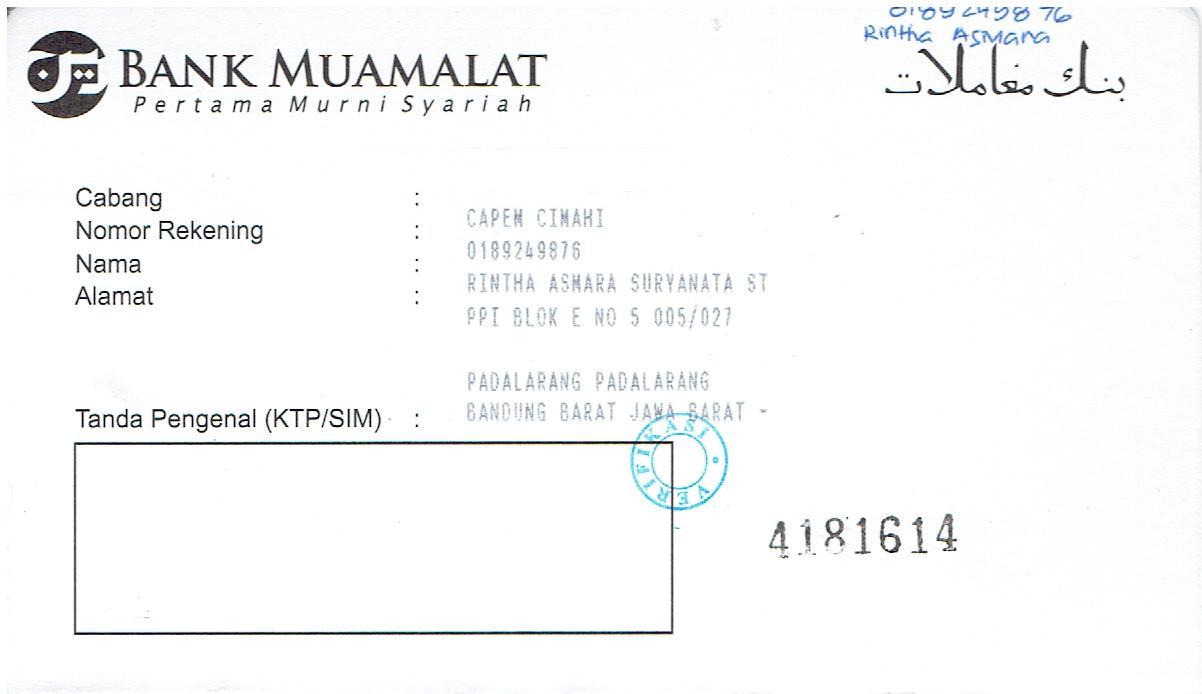 0189249876
Rintha Asmara
BANK MUAMALAT
Pertama Murni Syariah
بنك معاملات
Cabang :
CAPEM CIMAHI
Nomor Rekening :
0189249876
Nama :
RINTHA ASMARA SURYANATA ST
Alamat :
PPI BLOK E NO 5 005/027
PADALARANG PADALARANG
BANDUNG BARAT JAWA BARAT -
Tanda Pengenal (KTP/SIM) :
VERIFIKASI
4181614